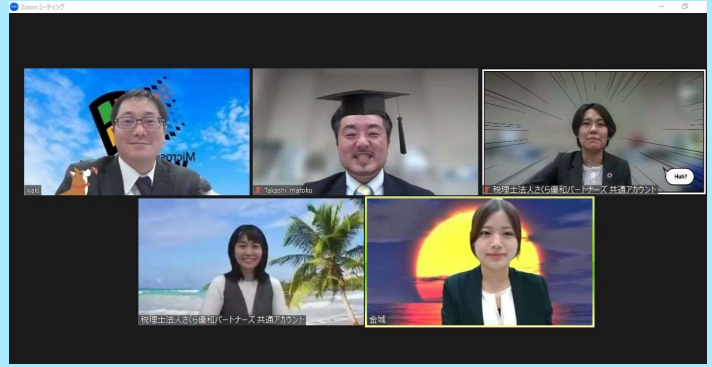 Zoom ミーティング
waki
Takashi matoku
税理士法人さくら優和パートナーズ 共通アカウント
Huh?
税理士法人さくら優和パートナーズ 共通アカウント
金城